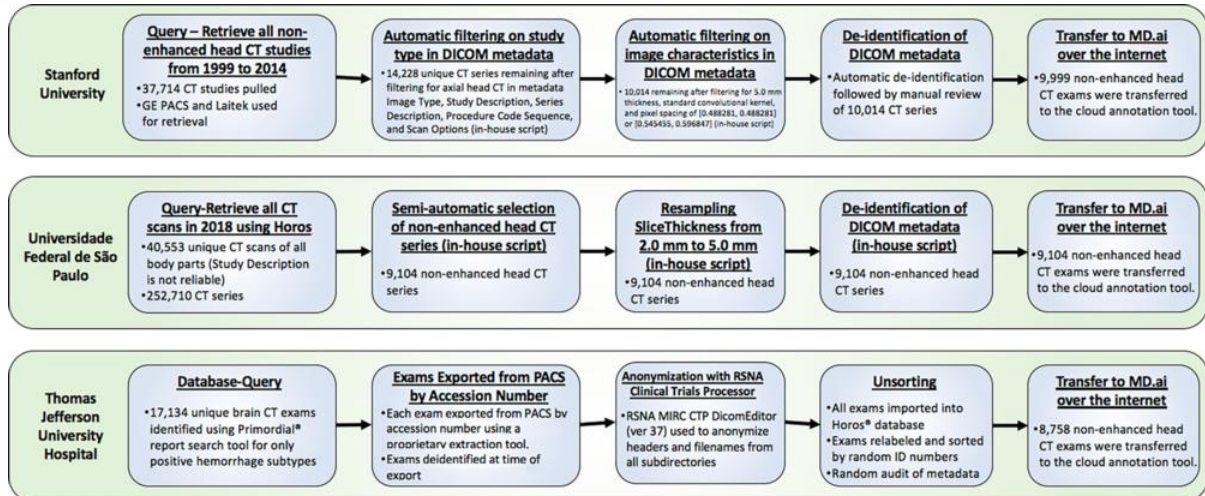 Stanford
University
Query – Retrieve all non-
enhanced head CT studies
from 1999 to 2014
•37,714 CT studies pulled
•GE PACS and Laitek used
for retrieval
Automatic filtering on study
type in DICOM metadata
•14,228 unique CT series remaining after
filtering for axial head CT in metadata
Image Type, Study Description, Series
Description, Procedure Code Sequence,
and Scan Options (in-house script)
Automatic filtering on
image characteristics in
DICOM metadata
•10,014 remaining after filtering for 5.0 mm
thickness, standard convolutional kernel,
and pixel spacing of [0.488281, 0.488281]
or [0.545455, 0.596847] (in-house script)
De-identification of
DICOM metadata
•Automatic de-identification
followed by manual review
of 10,014 CT series
Transfer to MD.ai
over the internet
•9,999 non-enhanced head
CT exams were transferred
to the cloud annotation tool.
Universidade
Federal de São
Paulo
Query-Retrieve all CT
scans in 2018 using Horos
•40,553 unique CT scans of all
body parts (Study Description
is not reliable)
•252,710 CT series
Semi-automatic selection
of non-enhanced head CT
series (in-house script)
•9,104 non-enhanced head CT
series
Resampling
SliceThickness from
2.0 mm to 5.0 mm
(in-house script)
•9,104 non-enhanced head
CT series
De-identification of
DICOM metadata
(in-house script)
•9,104 non-enhanced head
CT series
Transfer to MD.ai
over the internet
•9,104 non-enhanced head
CT exams were transferred
to the cloud annotation tool.
Thomas
Jefferson
University
Hospital
Database-Query
•17,134 unique brain CT exams
identified using Primordial®
report search tool for only
positive hemorrhage subtypes
Exams Exported from PACS
by Accession Number
•Each exam exported from PACS by
accession number using a
proprietary extraction tool.
•Exams deidentified at time of
export
Anonymization with RSNA
Clinical Trials Processor
•RSNA MIRC CTP DicomEditor
(ver 37) used to anonymize
headers and filenames from
all subdirectories
Unsorting
•All exams imported into
Horos® database
•Exams relabeled and sorted
by random ID numbers
•Random audit of metadata
Transfer to MD.ai
over the internet
•8,758 non-enhanced head
CT exams were transferred
to the cloud annotation tool.